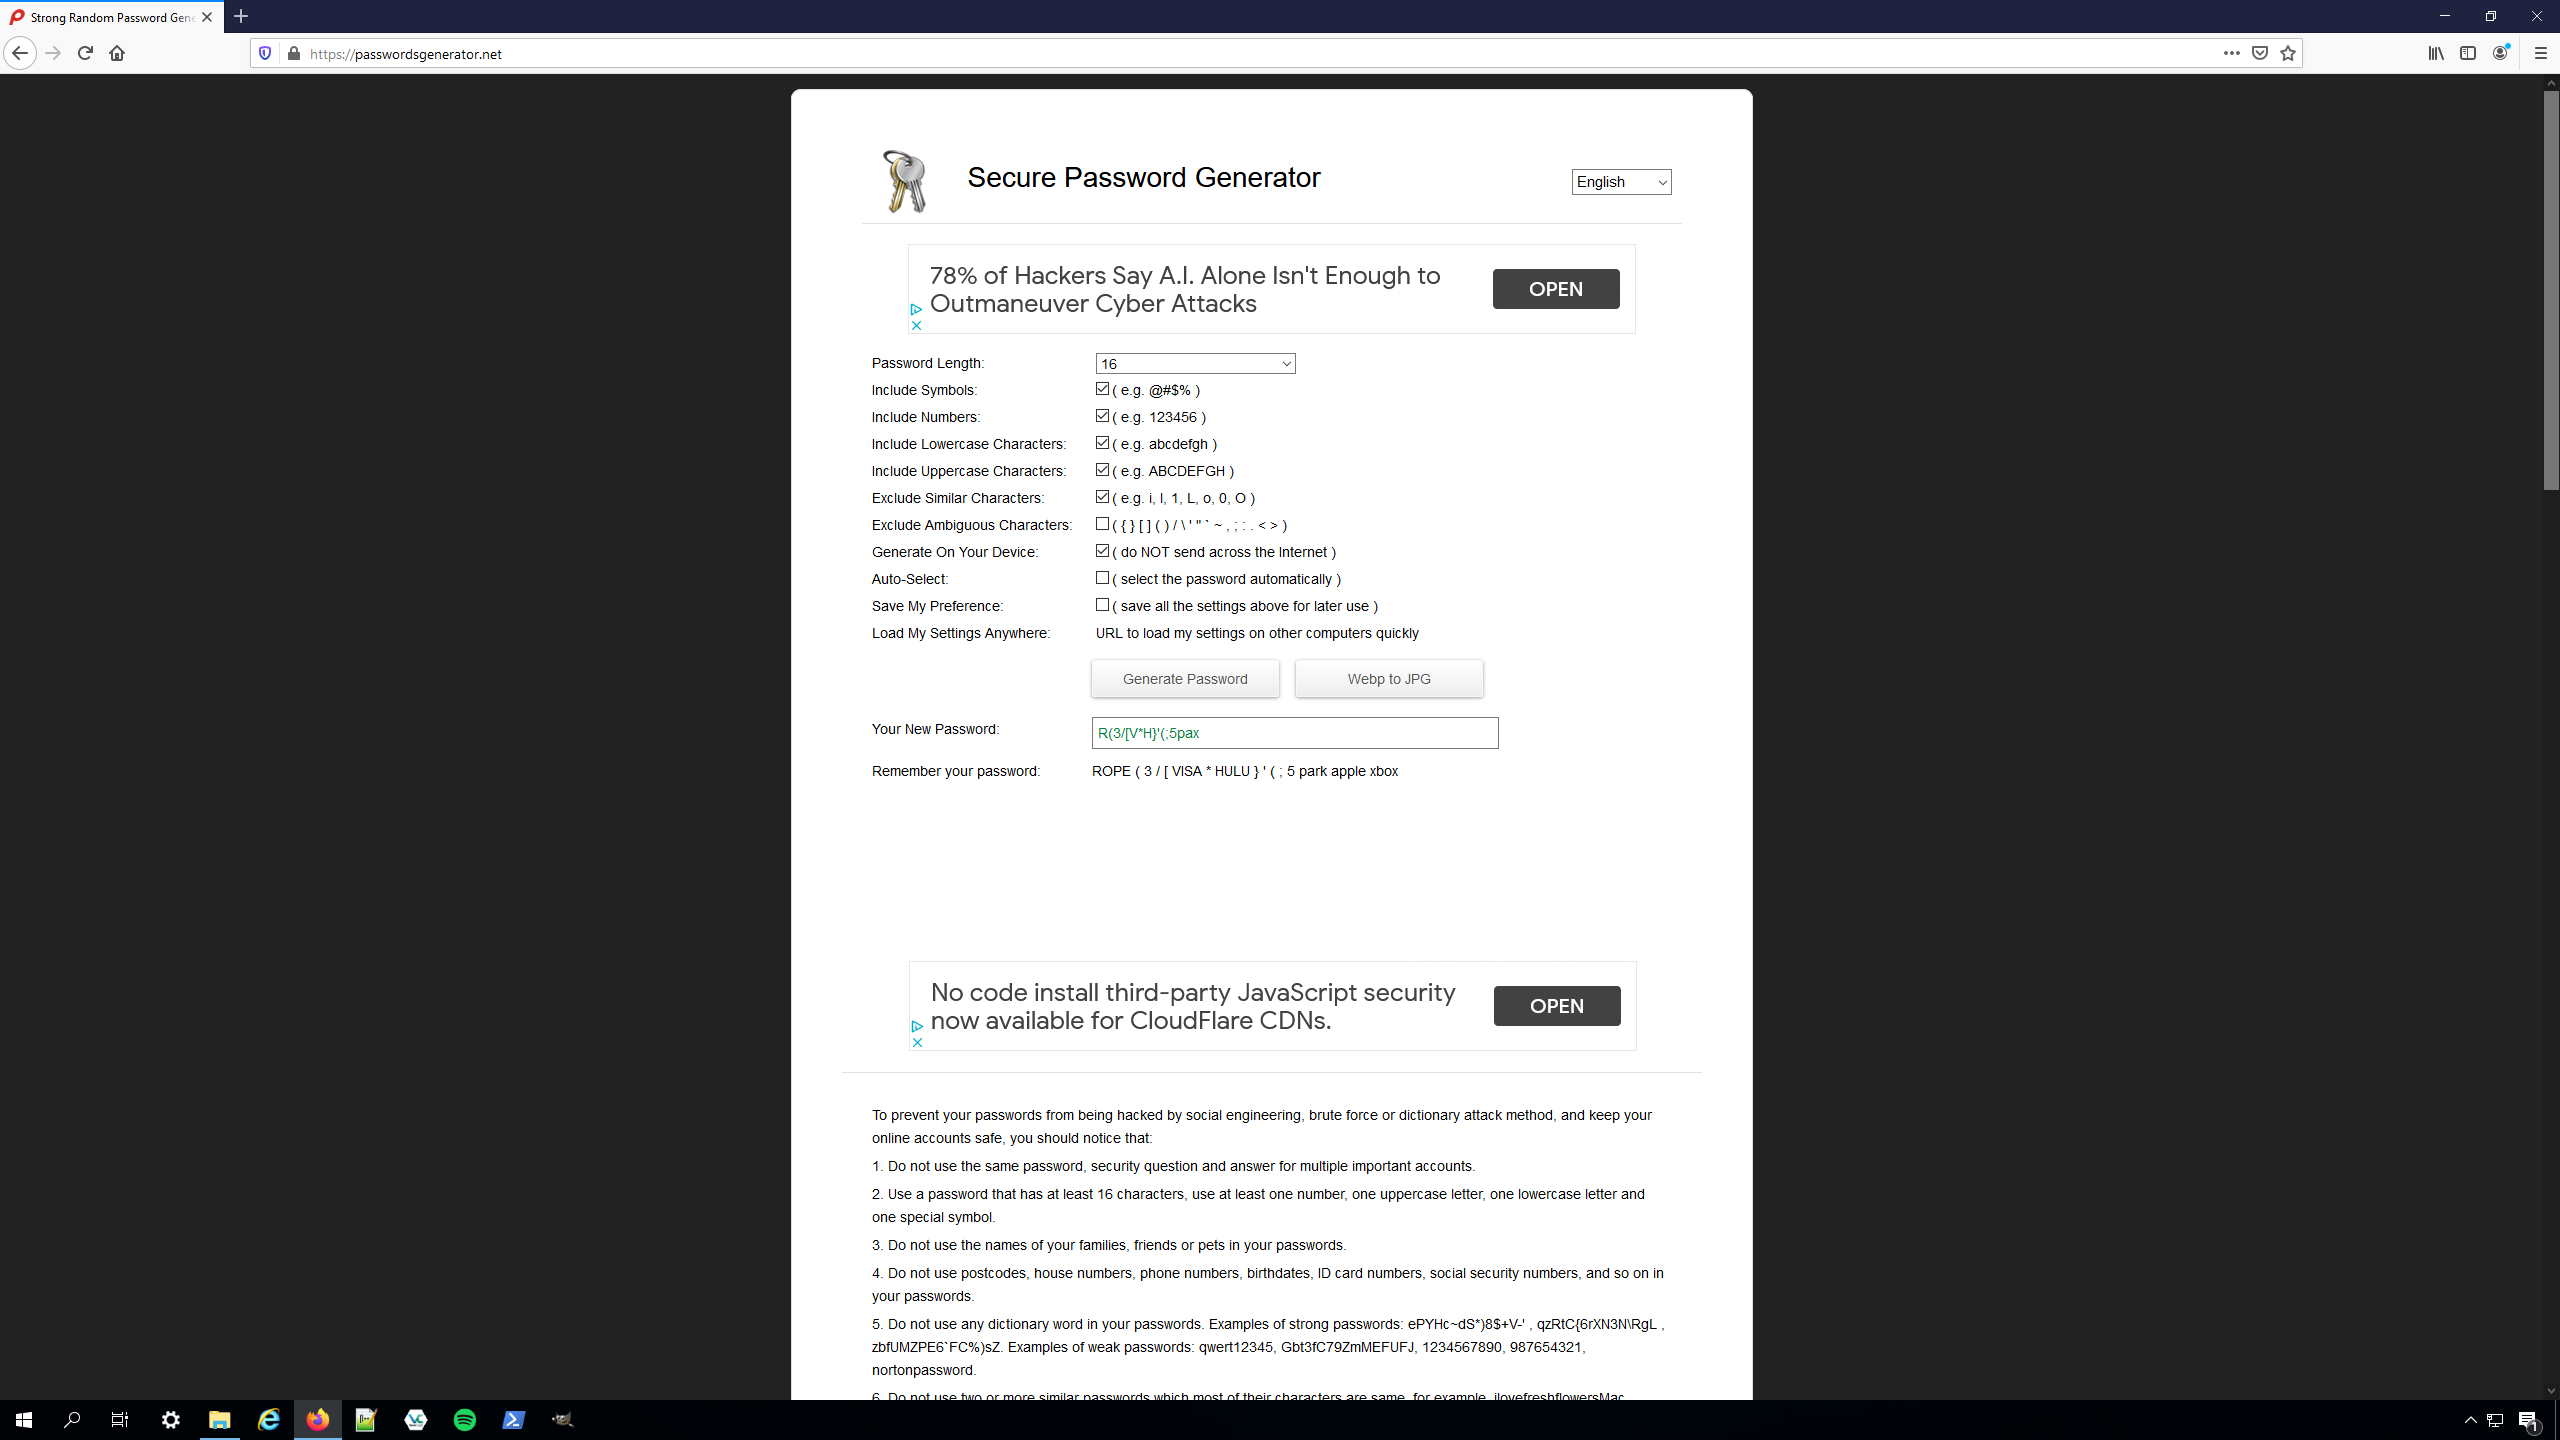 Strong Random Password Gene
https://passwordsgenerator.net
Secure Password Generator
English
78% of Hackers Say A.I. Alone Isn't Enough to
Outmaneuver Cyber Attacks
OPEN
Password Length:
16
Include Symbols:
( e.g. @#$% )
Include Numbers:
( e.g. 123456 )
Include Lowercase Characters:
( e.g. abcdefgh )
Include Uppercase Characters:
( e.g. ABCDEFGH )
Exclude Similar Characters:
( e.g. i, l, 1, L, o, 0, O )
Exclude Ambiguous Characters:
( { } [ ] ( ) / \ ' " ` ~ , ; : . < > )
Generate On Your Device:
( do NOT send across the Internet )
Auto-Select:
( select the password automatically )
Save My Preference:
( save all the settings above for later use )
Load My Settings Anywhere:
URL to load my settings on other computers quickly
Generate Password
Webp to JPG
Your New Password:
R(3/[V*H}'(;5pax
Remember your password:
ROPE ( 3 / [ VISA * HULU } ' ( ; 5 park apple xbox
No code install third-party JavaScript security
now available for CloudFlare CDNs.
OPEN
To prevent your passwords from being hacked by social engineering, brute force or dictionary attack method, and keep your
online accounts safe, you should notice that:
1. Do not use the same password, security question and answer for multiple important accounts.
2. Use a password that has at least 16 characters, use at least one number, one uppercase letter, one lowercase letter and
one special symbol.
3. Do not use the names of your families, friends or pets in your passwords.
4. Do not use postcodes, house numbers, phone numbers, birthdates, ID card numbers, social security numbers, and so on in
your passwords.
5. Do not use any dictionary word in your passwords. Examples of strong passwords: ePYHc~dS*)8$+V-' , qzRtC{6rXN3N\RgL ,
zbfUMZPE6`FC%)sZ. Examples of weak passwords: qwert12345, Gbt3fC79ZmMEFUFJ, 1234567890, 987654321,
nortonpassword.
6. Do not use two or more similar passwords which most of their characters are same, for example, ilovefreshflowersMac,
1